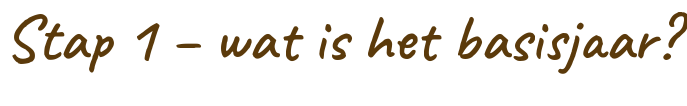 Stap 1 – wat is het basisjaar?